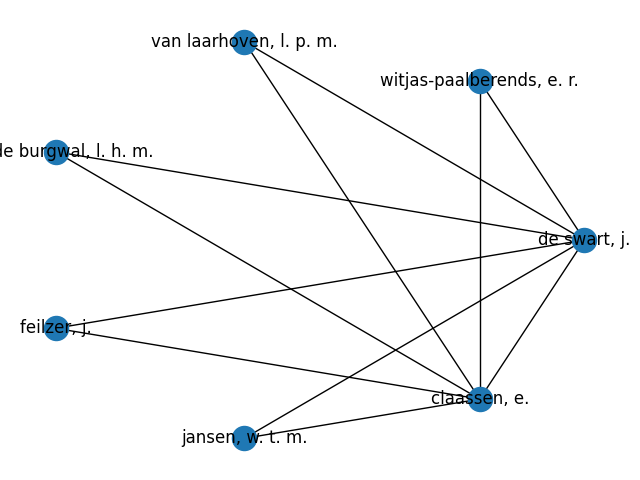 van laarhoven, l. p. m.
witjas-paalberends, e. r.
de burgwal, l. h. m.
de swart, j.
feilzer, j.
claassen, e.
jansen, w. t. m.